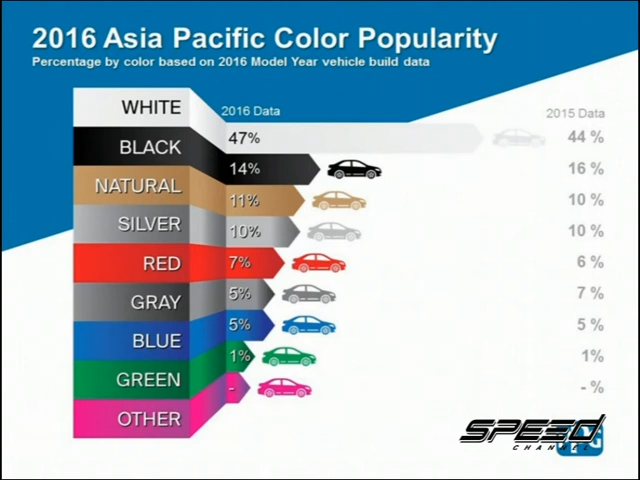 2016 Asia Pacific Color Popularity
Percentage by color based on 2016 Model Year vehicle build data
2016 Data
2015 Data
WHITE 47% 44 %
BLACK 14% 16 %
NATURAL 11% 10 %
SILVER 10% 10 %
RED 7% 6 %
GRAY 5% 7 %
BLUE 5% 5 %
GREEN 1% 1%
OTHER - - %
SPEED
CHANNEL